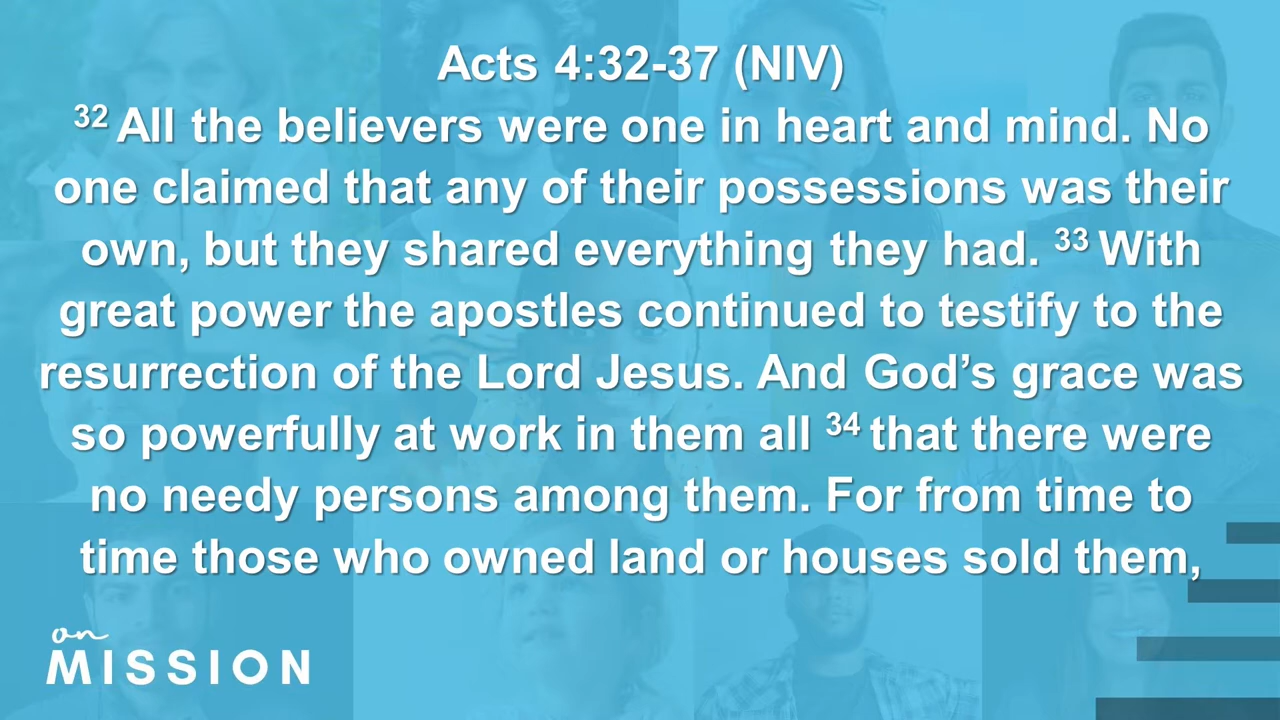 Acts 4:32-37 (NIV)
32 All the believers were one in heart and mind. No
one claimed that any of their possessions was their
own, but they shared everything they had. 33 With
great power the apostles continued to testify to the
resurrection of the Lord Jesus. And God’s grace was
so powerfully at work in them all 34 that there were
no needy persons among them. For from time to
time those who owned land or houses sold them,
on
MISSION